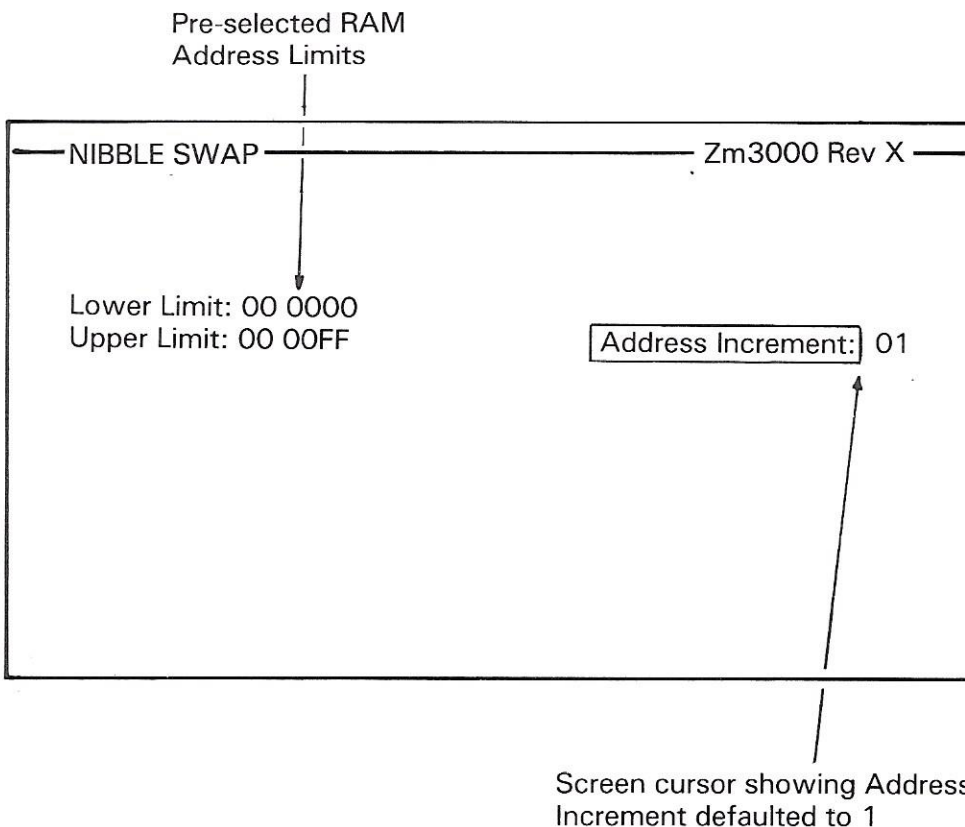 Pre-selected RAM
Address Limits
NIBBLE SWAP Zm3000 Rev X
Lower Limit: 00 0000
Upper Limit: 00 00FF
Address Increment: 01
Screen cursor showing Address
Increment defaulted to 1